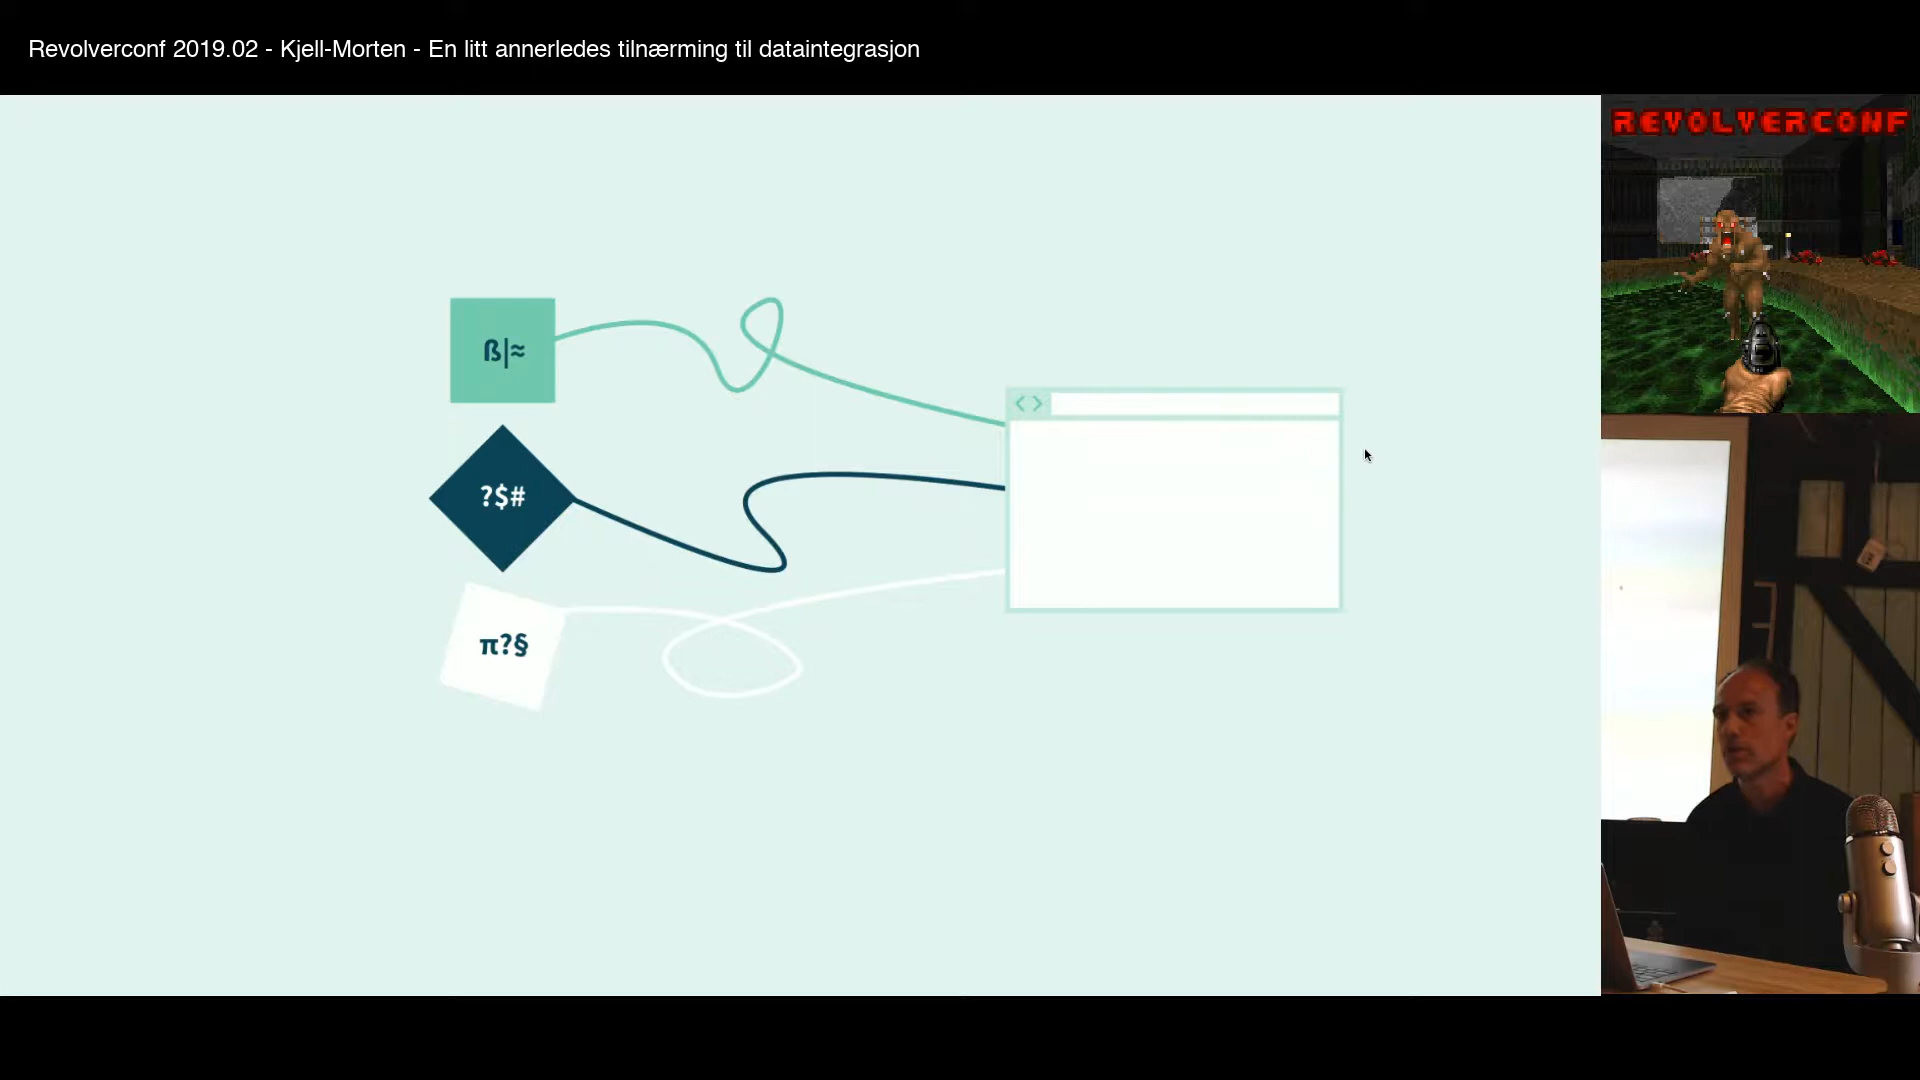 Revolverconf 2019.02 - Kjell-Morten - En litt annerledes tilnærming til dataintegrasjon
REVOLVERCONF
ß|≈
< >
?$#
π?§